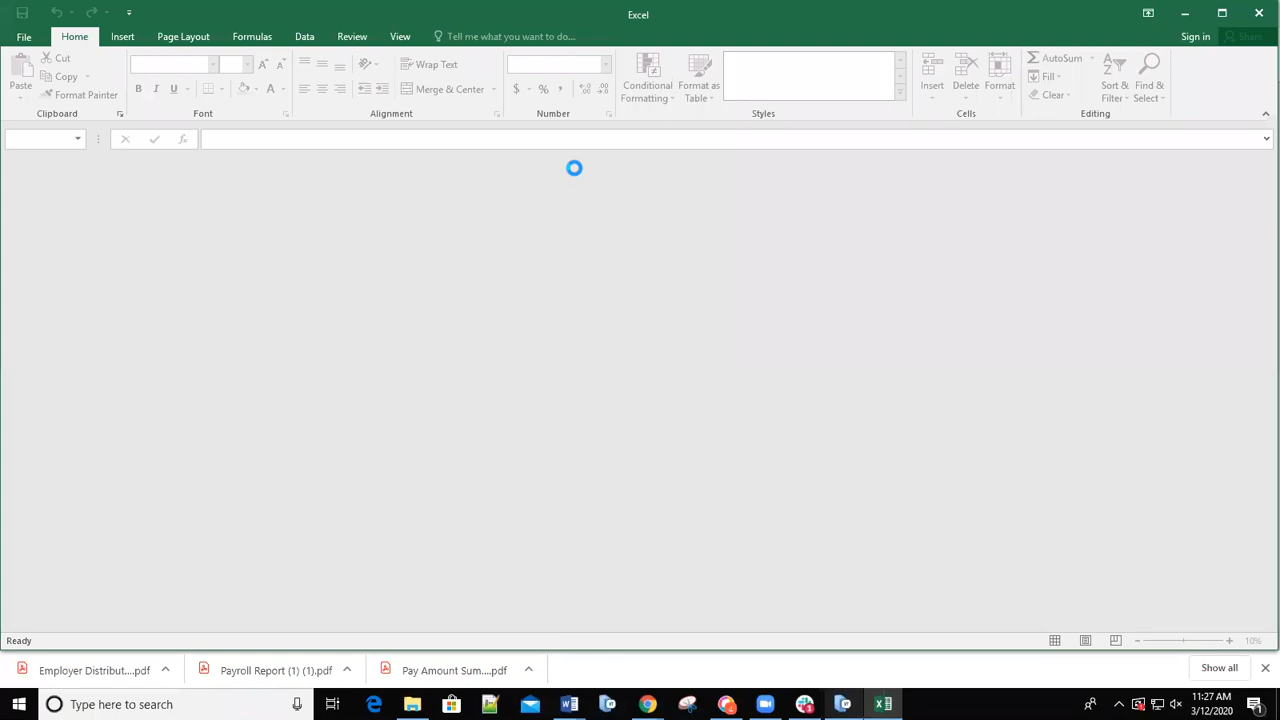 Excel
File Home Insert Page Layout Formulas Data Review View Tell me what you want to do... Sign in Share
Cut
Copy
Format Painter
Paste
B I U A
Wrap Text
Merge & Center
$ % ,
Conditional Formatting
Format as Table
Insert Delete Format
AutoSum
Fill
Clear
Sort & Filter
Find & Select
Clipboard Font Alignment Number Styles Cells Editing
fx
Ready 10%
Employer Distribut....pdf Payroll Report (1) (1).pdf Pay Amount Sum....pdf Show all
Type here to search
11:27 AM
3/12/2020